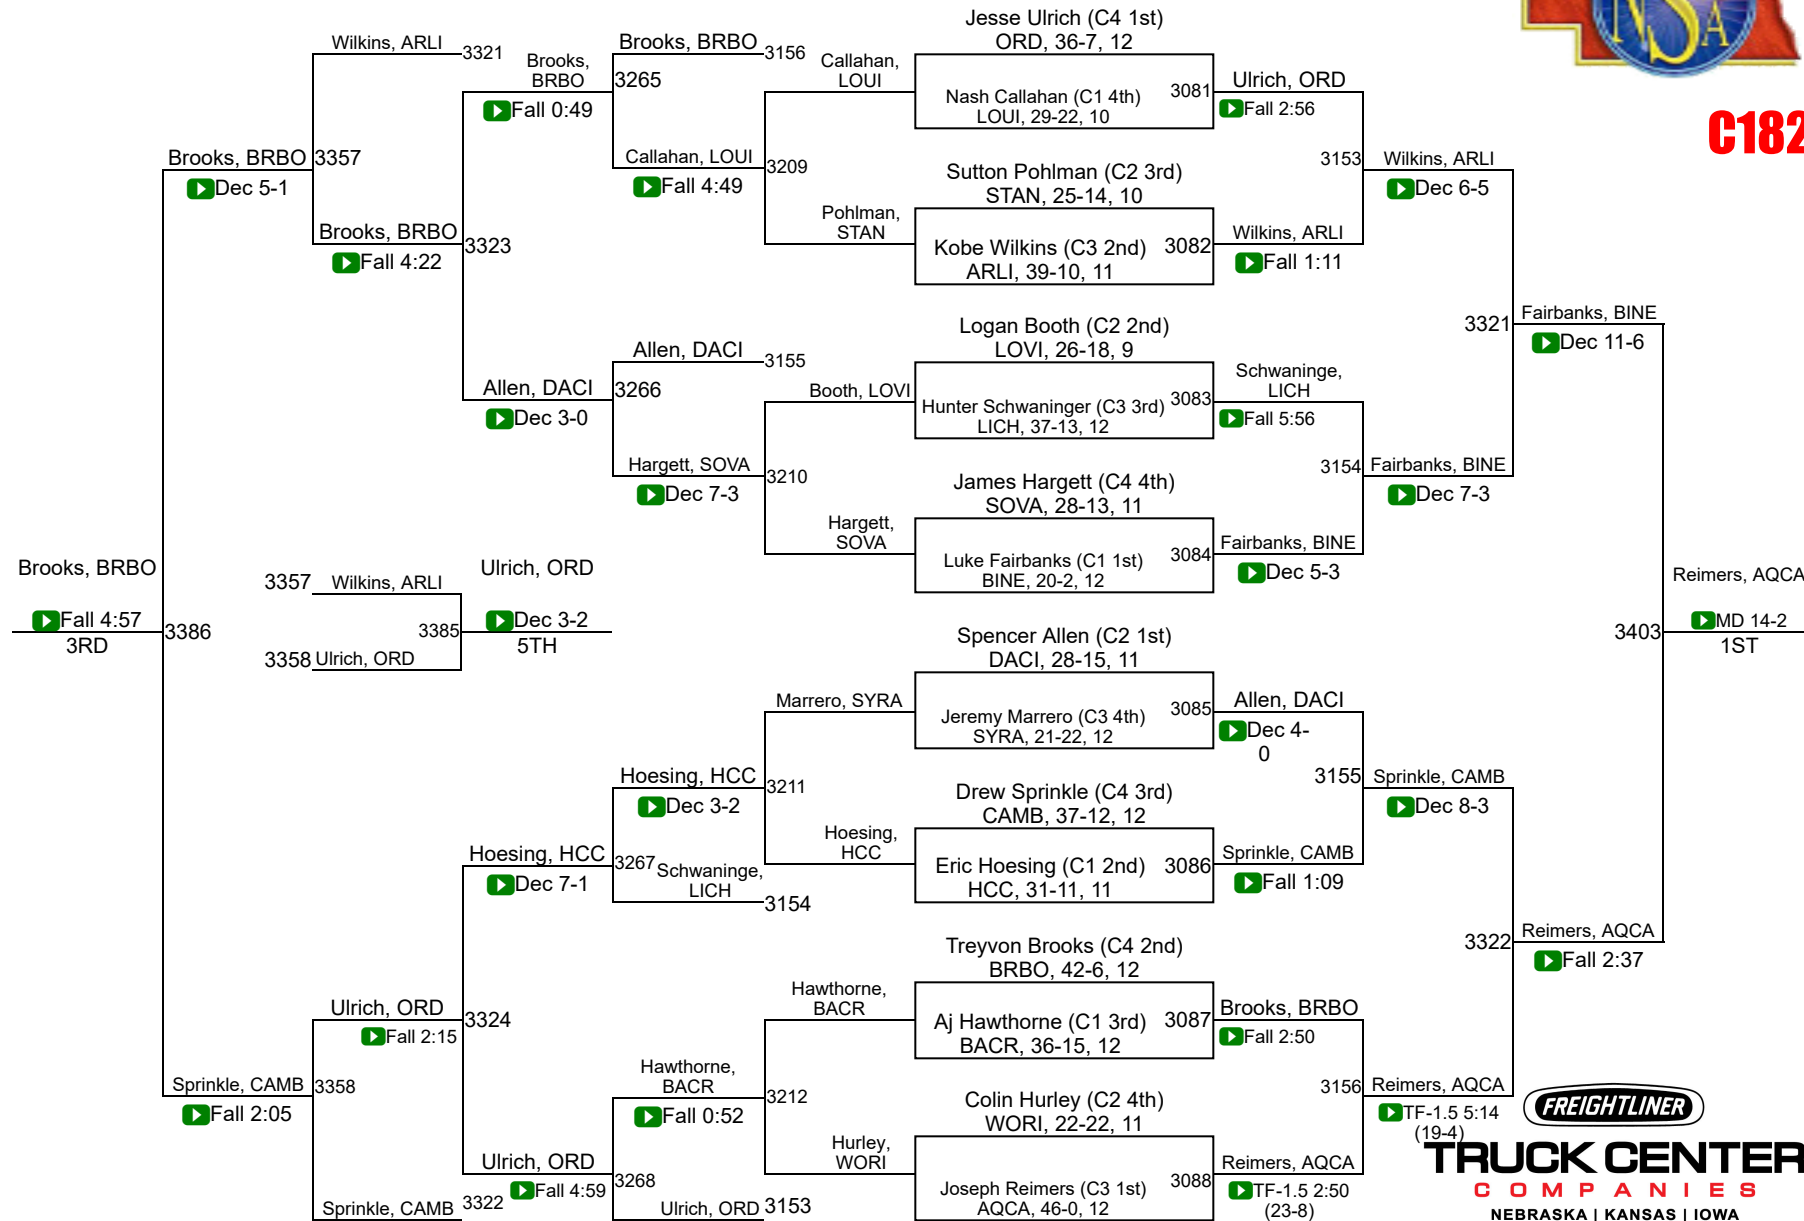 Wilkins, ARLI
3321
Brooks, BRBO
3357
Dec 5-1
Brooks, BRBO
Fall 4:22
3323
Brooks,
BRBO
Fall 0:49
3265
Brooks, BRBO
3156
Callahan, LOUI
Fall 4:49
3209
Callahan,
LOUI
Pohlman,
STAN
Allen, DACI
3155
Allen, DACI
Dec 3-0
3266
Hargett, SOVA
Dec 7-3
3210
Booth, LOVI
Hargett,
SOVA
Brooks, BRBO
Fall 4:57
3RD
3386
3357
Wilkins, ARLI
3358
Ulrich, ORD
3385
Ulrich, ORD
Dec 3-2
5TH
Marrero, SYRA
Hoesing, HCC
Dec 3-2
3211
Hoesing,
HCC
Hoesing, HCC
Dec 7-1
3267
Schwaninge,
LICH
3154
Ulrich, ORD
Fall 2:15
3324
Hawthorne,
BACR
Hawthorne,
BACR
Fall 0:52
3212
Hurley,
WORI
Sprinkle, CAMB
Fall 2:05
3358
Ulrich, ORD
Fall 4:59
3268
Sprinkle, CAMB
3322
Ulrich, ORD
3153
Jesse Ulrich (C4 1st)
ORD, 36-7, 12
Nash Callahan (C1 4th)
LOUI, 29-22, 10
3081
Ulrich, ORD
Fall 2:56
Sutton Pohlman (C2 3rd)
STAN, 25-14, 10
Kobe Wilkins (C3 2nd)
ARLI, 39-10, 11
3082
Wilkins, ARLI
Fall 1:11
3153
Wilkins, ARLI
Dec 6-5
Logan Booth (C2 2nd)
LOVI, 26-18, 9
Hunter Schwaninger (C3 3rd)
LICH, 37-13, 12
3083
Schwaninge,
LICH
Fall 5:56
James Hargett (C4 4th)
SOVA, 28-13, 11
Luke Fairbanks (C1 1st)
BINE, 20-2, 12
3084
Fairbanks, BINE
Dec 5-3
3154
Fairbanks, BINE
Dec 7-3
3321
Fairbanks, BINE
Dec 11-6
Spencer Allen (C2 1st)
DACI, 28-15, 11
Jeremy Marrero (C3 4th)
SYRA, 21-22, 12
3085
Allen, DACI
Dec 4-
0
Drew Sprinkle (C4 3rd)
CAMB, 37-12, 12
Eric Hoesing (C1 2nd)
HCC, 31-11, 11
3086
Sprinkle, CAMB
Fall 1:09
3155
Sprinkle, CAMB
Dec 8-3
Treyvon Brooks (C4 2nd)
BRBO, 42-6, 12
Aj Hawthorne (C1 3rd)
BACR, 36-15, 12
3087
Brooks, BRBO
Fall 2:50
Colin Hurley (C2 4th)
WORI, 22-22, 11
Joseph Reimers (C3 1st)
AQCA, 46-0, 12
3088
Reimers, AQCA
TF-1.5 2:50
(23-8)
3156
Reimers, AQCA
TF-1.5 5:14
(19-4)
3322
Reimers, AQCA
Fall 2:37
3403
Reimers, AQCA
MD 14-2
1ST
NSA
C182
FREIGHTLINER
TRUCK CENTER
COMPANIES
NEBRASKA | KANSAS | IOWA